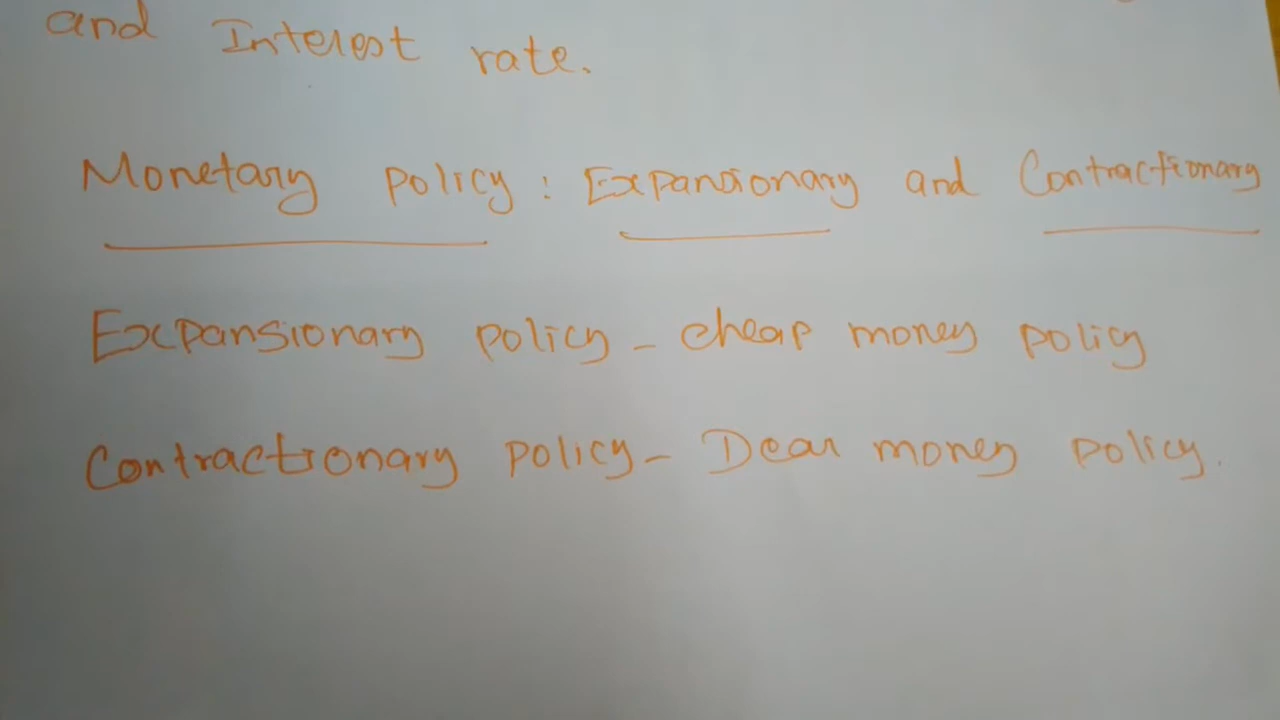 and Interest rate.
Monetary policy : Expansionary and Contractionary
Expansionary policy - cheap money policy
Contractionary policy - Dear money policy.